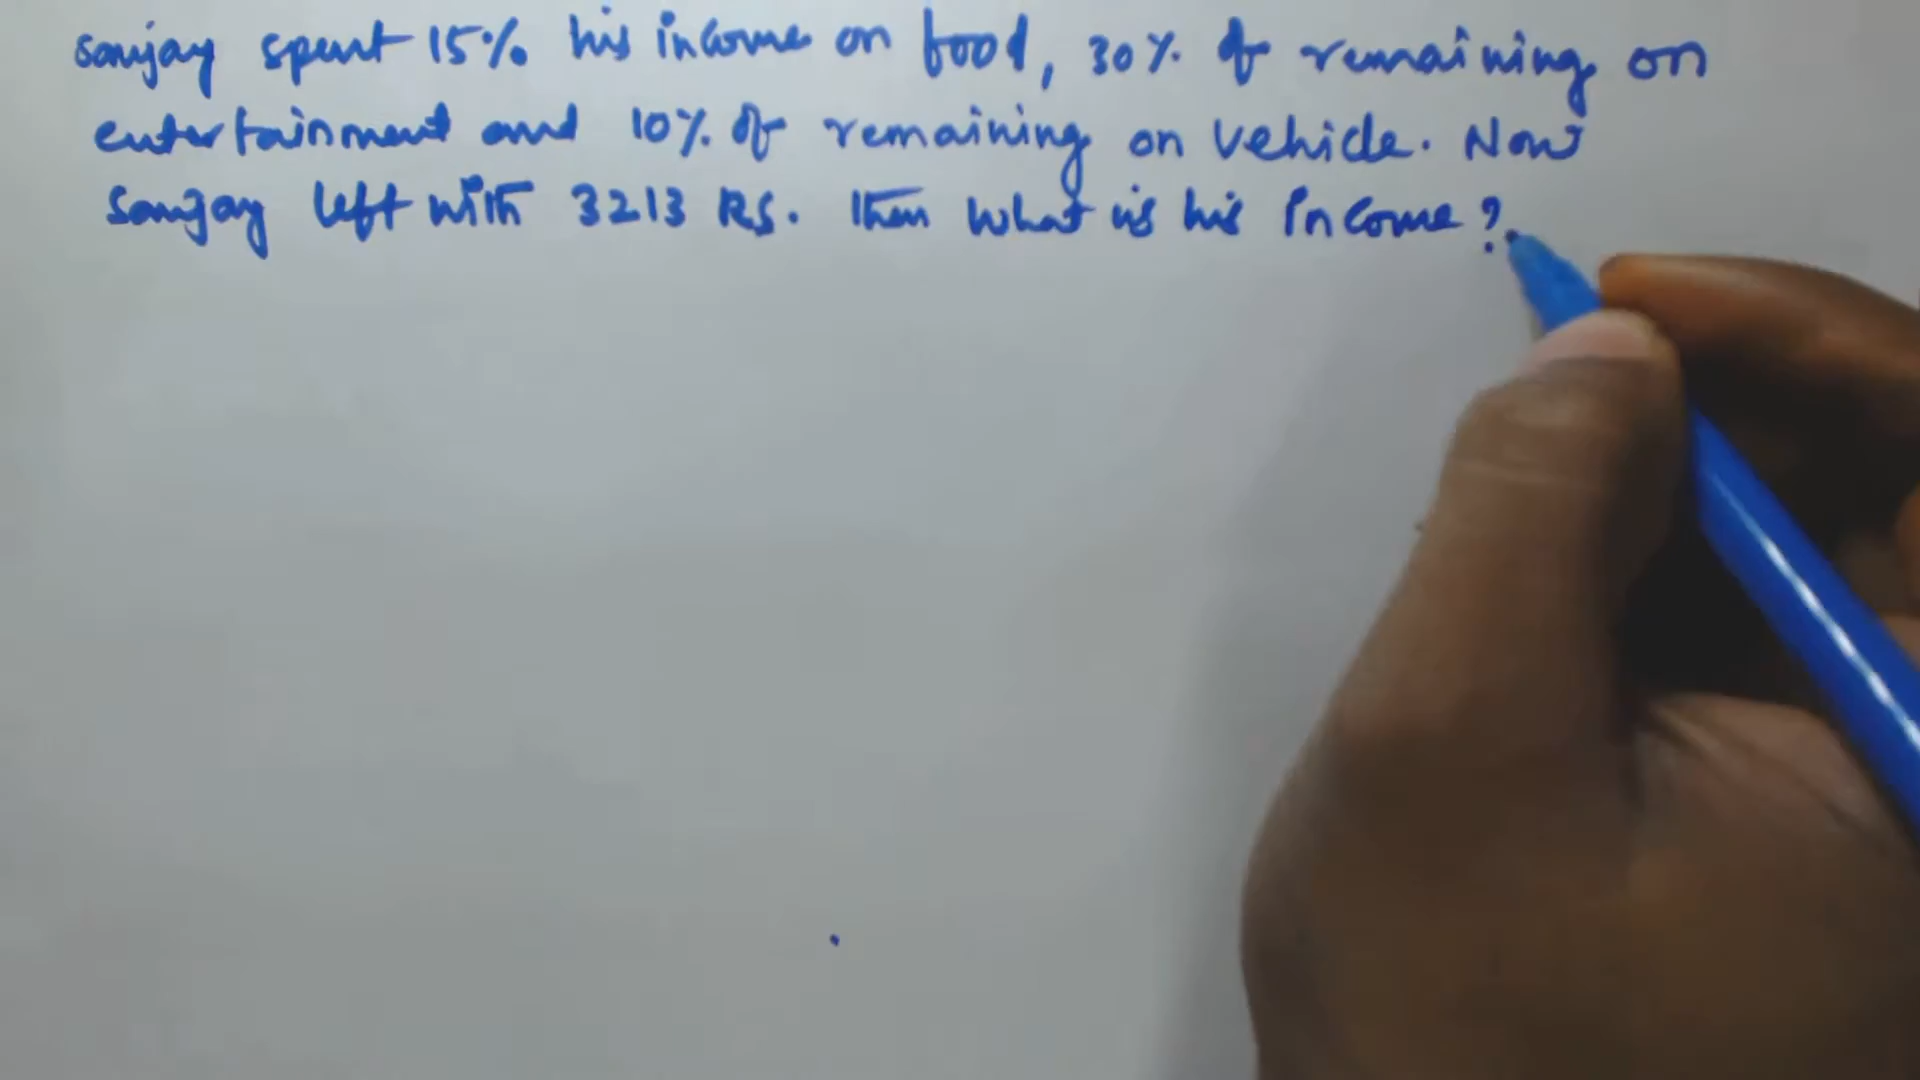 sanjay spent 15% his income on food, 30% of remaining on
entertainment and 10% of remaining on vehicle. Now
Sanjay left with 3213 RS. then what is his income?